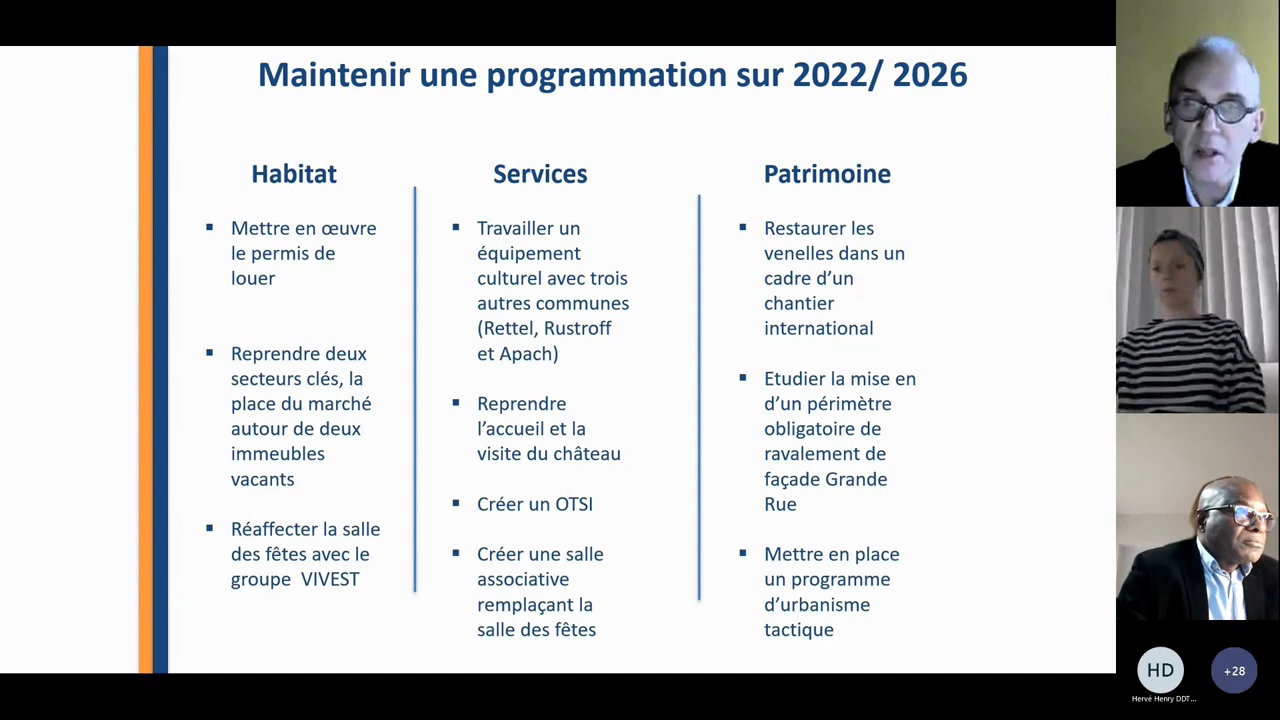 Maintenir une programmation sur 2022/ 2026
Habitat
▪ Mettre en œuvre
le permis de
louer
▪ Reprendre deux
secteurs clés, la
place du marché
autour de deux
immeubles
vacants
▪ Réaffecter la salle
des fêtes avec le
groupe VIVEST
Services
▪ Travailler un
équipement
culturel avec trois
autres communes
(Rettel, Rustroff
et Apach)
▪ Reprendre
l’accueil et la
visite du château
▪ Créer un OTSI
▪ Créer une salle
associative
remplaçant la
salle des fêtes
Patrimoine
▪ Restaurer les
venelles dans un
cadre d’un
chantier
international
▪ Etudier la mise en
d’un périmètre
obligatoire de
ravalement de
façade Grande
Rue
▪ Mettre en place
un programme
d’urbanisme
tactique
HD
+28
Hervé Henry DDT...